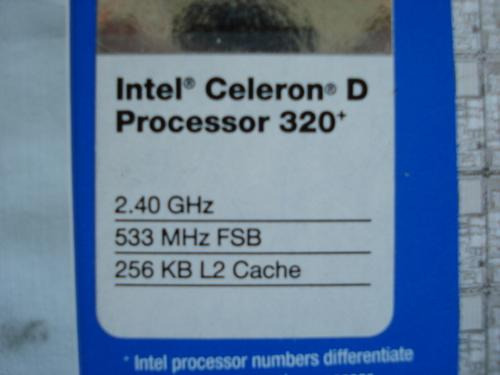 Intel® Celeron® D
Processor 320+
2.40 GHz
533 MHz FSB
256 KB L2 Cache
+ Intel processor numbers differentiate